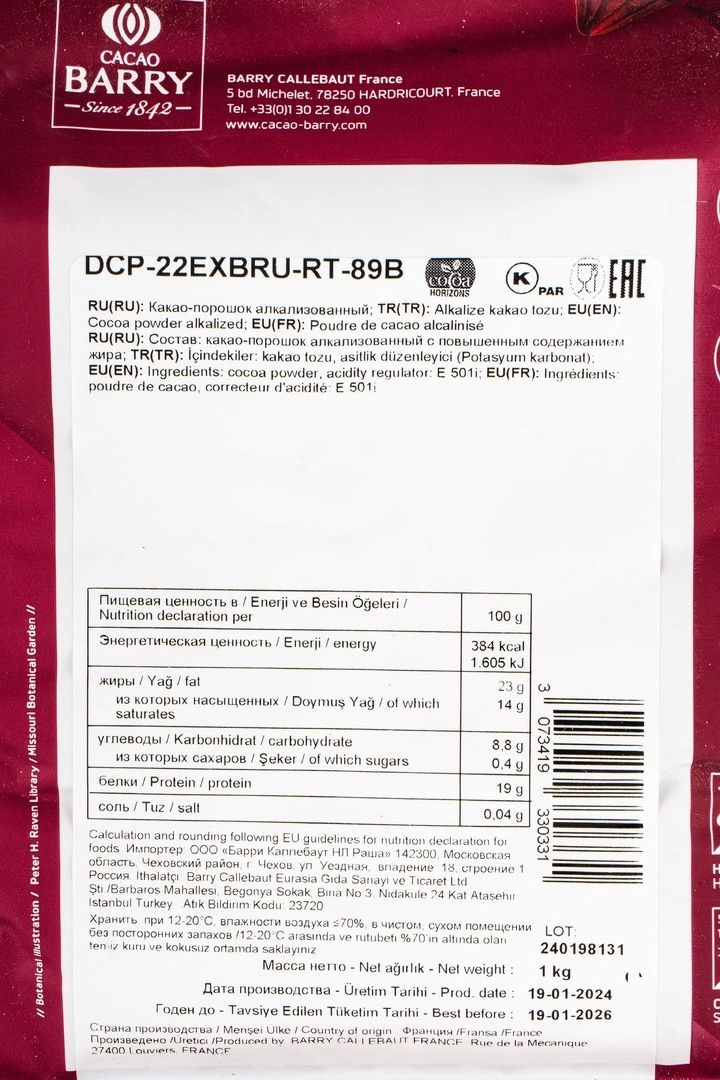 CACAO
BARRY
Since 1842
BARRY CALLEBAUT France
5 bd Michelet, 78250 HARDRICOURT. France
Tel. +33(0)1 30 22 84 00
www.cacao-barry.com
DCP-22EXBRU-RT-89B
cocoa
HORIZONS
K
PAR
EAC
RU(RU): Какао-порошок алкализованный; TR(TR): Alkalize kakao tozu; EU(EN):
Cocoa powder alkalized; EU(FR): Poudre de cacao alcalinisé
RU(RU): Состав: какао-порошок алкализованный с повышенным содержанием
жира; TR(TR): İçindekiler: kakao tozu, asitlik düzenleyici (Potasyum karbonat);
EU(EN): Ingredients: cocoa powder, acidity regulator: E 501i; EU(FR): Ingrédients:
poudre de cacao, correcteur d'acidité: E 501i
Пищевая ценность в / Enerji ve Besin Öğeleri /
Nutrition declaration per
100 g
Энергетическая ценность / Enerji / energy
384 kcal
1.605 kJ
жиры / Yağ / fat
23 g
из которых насыщенных / Doymuş Yağ / of which
saturates
14 g
углеводы / Karbonhidrat / carbohydrate
8,8 g
из которых сахаров / Şeker / of which sugars
0,4 g
белки / Protein / protein
19 g
соль / Tuz / salt
0,04 g
3 073419 330331
Calculation and rounding following EU guidelines for nutrition declaration for
foods Импортер: ООО «Барри Каллебаут НЛ Раша» 142300, Московская
область, Чеховский район, г Чехов, ул Уездная, владение 18, строение 1
Россия. Ithalatçı Barry Callebaut Eurasia Gıda Sanayi ve Ticaret Ltd
Şti /Barbaros Mahallesi, Begonya Sokak, Bina No 3 Nidakule 24 Kat Ataşehir
Istanbul Turkey Atık Bildirim Kodu: 23720
Хранить при 12-20°C, влажности воздуха ≤70%, в чистом, сухом помещении
без посторонних запахов /12-20°C arasında ve rutubeti %70'in altında olan
temiz kuru ve kokusuz ortamda saklayınız
LOT:
240198131
Масса нетто - Net ağırlık - Net weight : 1 kg
Дата производства - Üretim Tarihi - Prod. date : 19-01-2024
Годен до - Tavsiye Edilen Tüketim Tarihi - Best before : 19-01-2026
Страна производства / Menşei Ülke / Country of origin : Франция /Fransa /France
Произведено /Üretici /Produced by BARRY CALLEBAUT FRANCE Rue de la Mécanique
27400 Louviers, FRANCE
// Botanical illustration / Peter H. Raven Library / Missouri Botanical Garden //